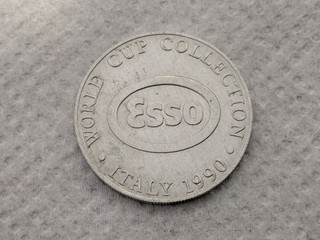 · WORLD CUP COLLECTION ·
ESSO
ITALY 1990